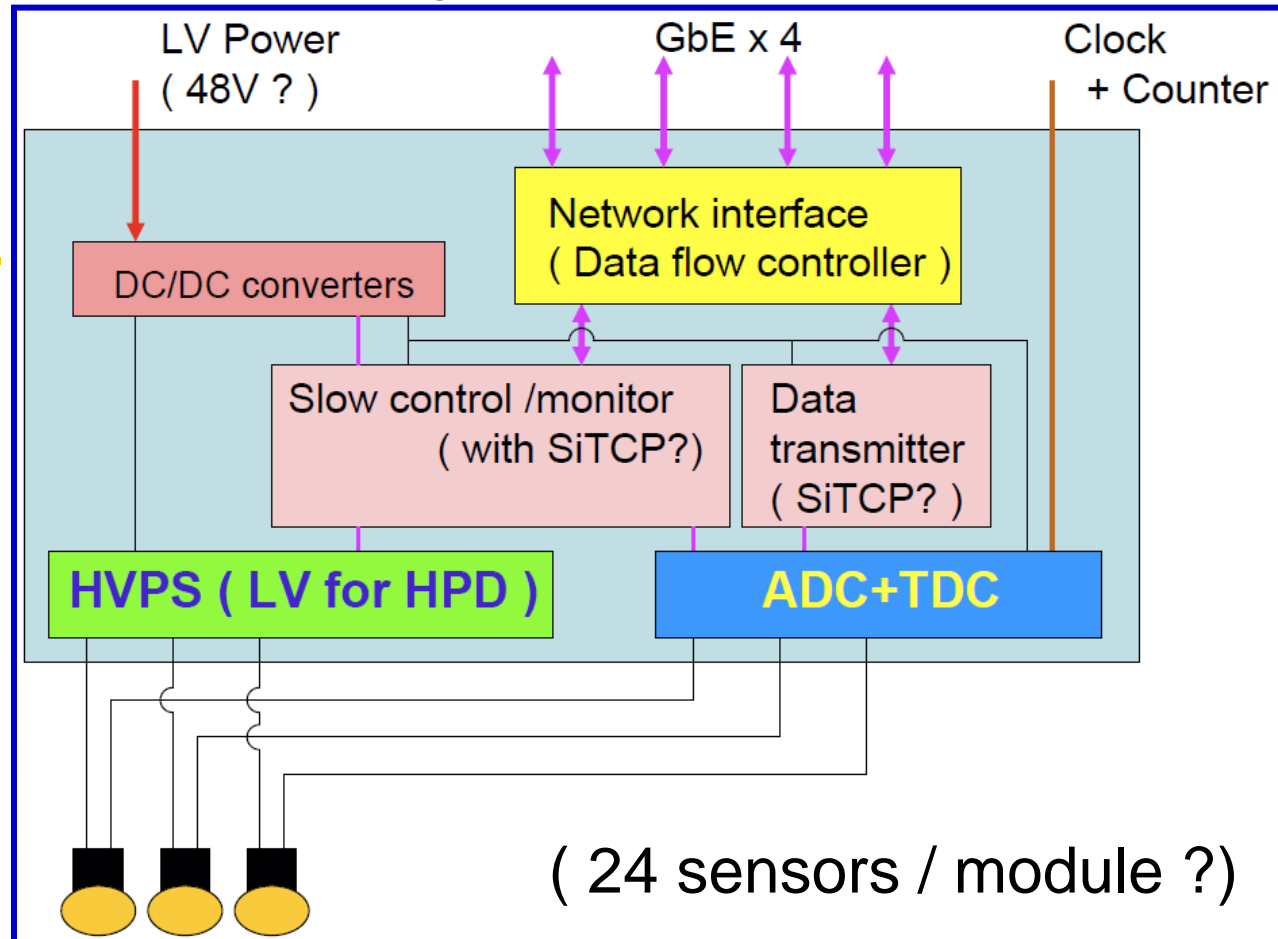 LV Power
( 48V ? )
GbE x 4
Clock
+ Counter
Network interface
( Data flow controller )
DC/DC converters
Slow control /monitor
( with SiTCP?)
Data
transmitter
( SiTCP? )
HVPS ( LV for HPD )
ADC+TDC
( 24 sensors / module ?)